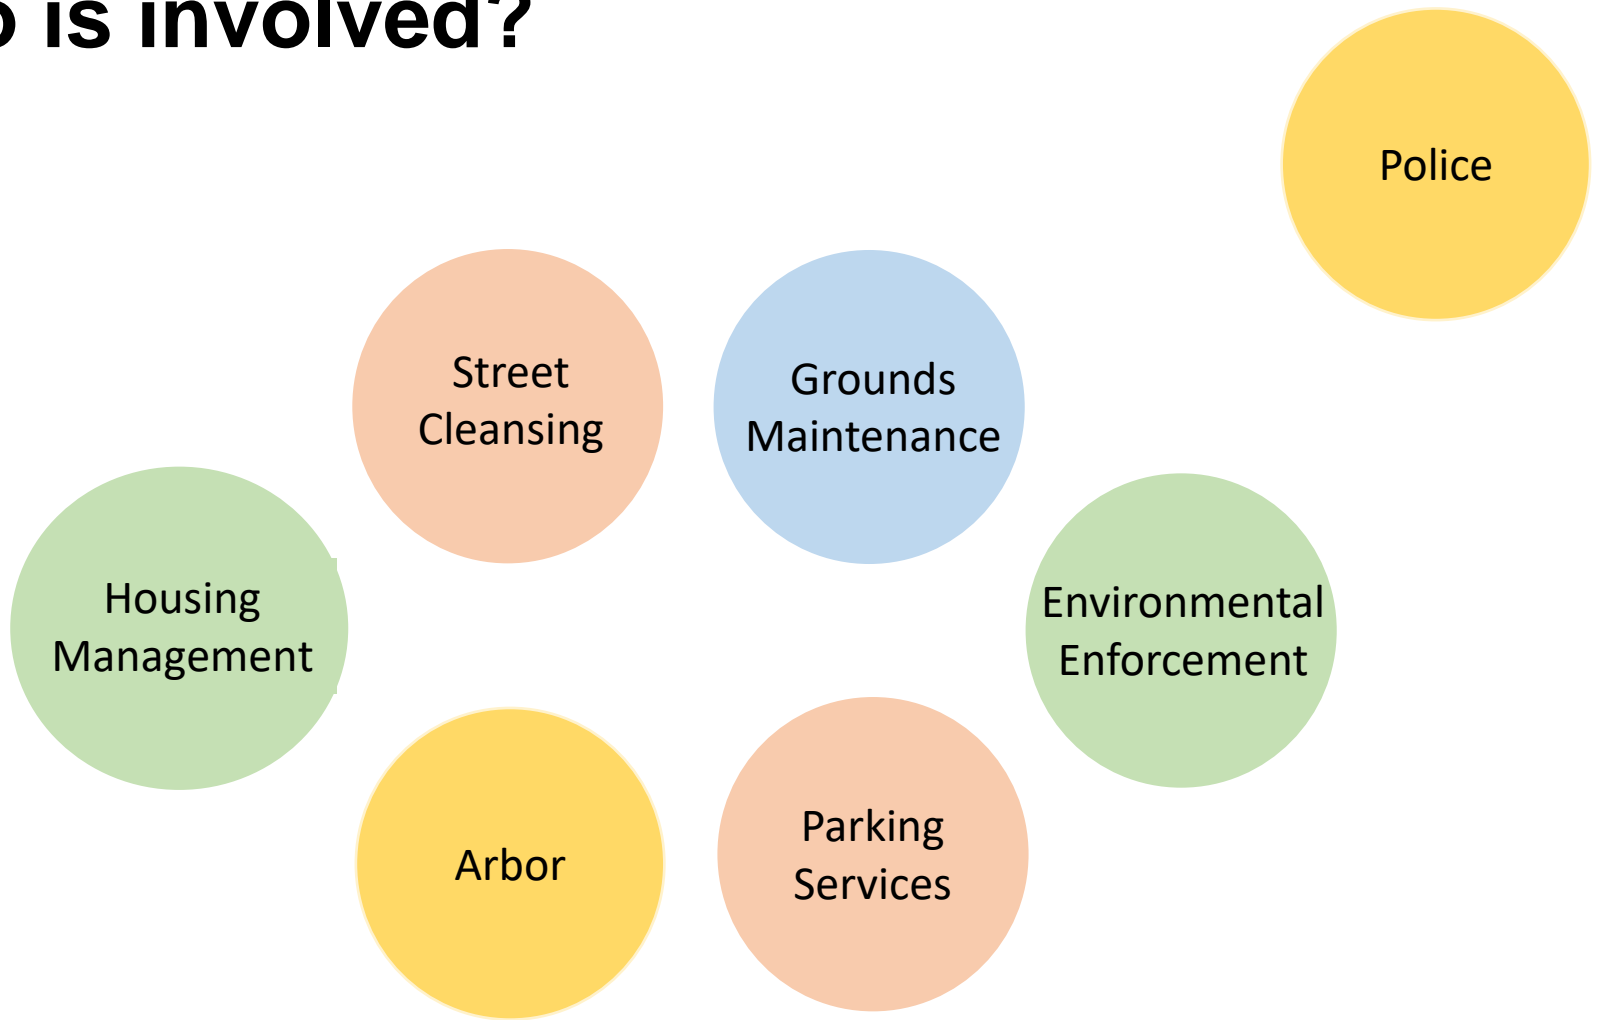 o is involved?
Police
Street
Cleansing
Grounds
Maintenance
Housing
Management
Environmental
Enforcement
Arbor
Parking
Services